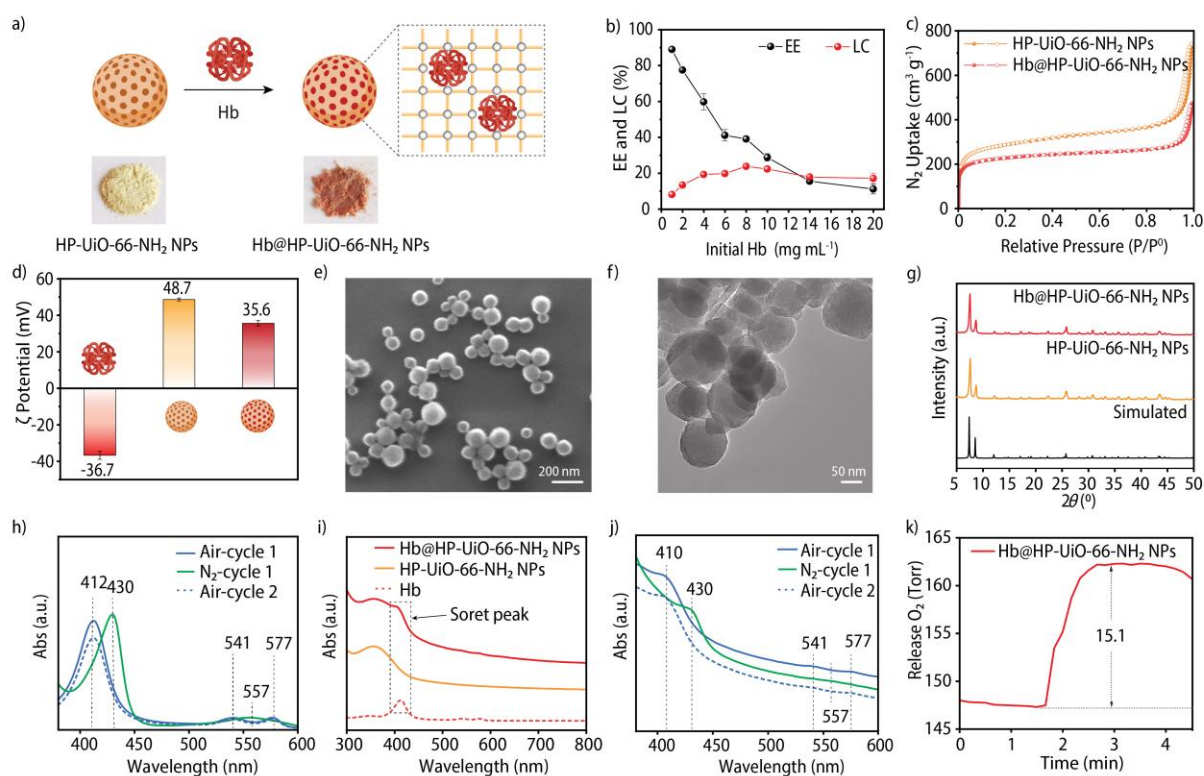 a)
Hb
HP-UiO-66-NH₂ NPs
Hb@HP-UiO-66-NH₂ NPs
b)
EE and LC (%)
100
80
60
40
20
0
EE
LC
2 4 6 8 10 12 14 16 18 20
Initial Hb (mg mL⁻¹)
c)
HP-UiO-66-NH₂ NPs
Hb@HP-UiO-66-NH₂ NPs
N₂ Uptake (cm³ g⁻¹)
800
600
400
200
0
0.0 0.2 0.4 0.6 0.8 1.0
Relative Pressure (P/P⁰)
d)
ζ Potential (mV)
60
40
20
0
-20
-40
48.7
35.6
-36.7
e)
200 nm
f)
50 nm
g)
Intensity (a.u.)
Hb@HP-UiO-66-NH₂ NPs
HP-UiO-66-NH₂ NPs
Simulated
5 10 15 20 25 30 35 40 45 50
2θ (⁰)
h)
Abs (a.u.)
Air-cycle 1
N₂-cycle 1
Air-cycle 2
412 430
541
577
557
400 450 500 550 600
Wavelength (nm)
i)
Abs (a.u.)
Hb@HP-UiO-66-NH₂ NPs
HP-UiO-66-NH₂ NPs
Hb
Soret peak
300 400 500 600 700 800
Wavelength (nm)
j)
Abs (a.u.)
Air-cycle 1
N₂-cycle 1
Air-cycle 2
410
430
541 577
557
400 450 500 550 600
Wavelength (nm)
k)
Release O₂ (Torr)
Hb@HP-UiO-66-NH₂ NPs
165
160
155
150
145
15.1
0 1 2 3 4
Time (min)